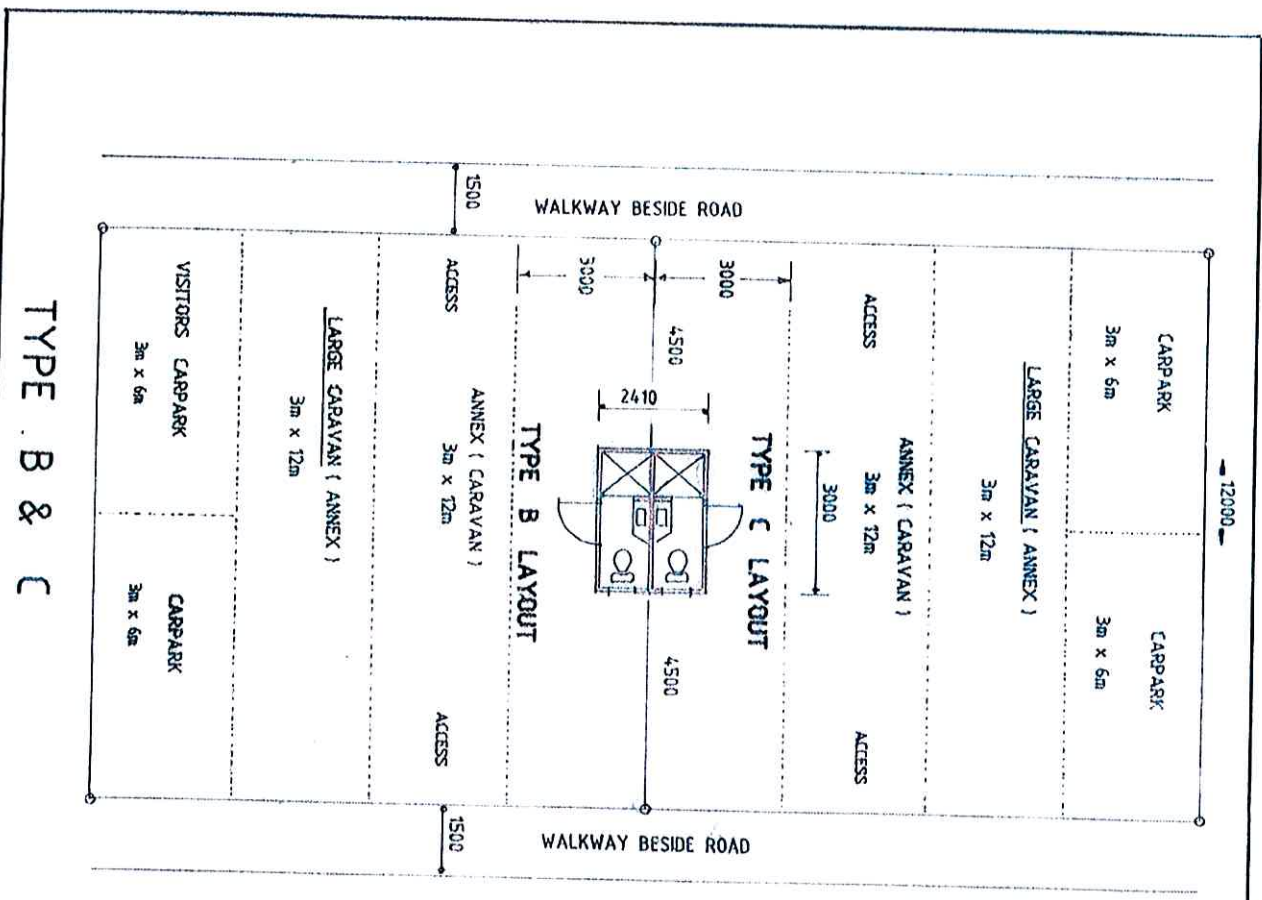 12000
CARPARK
3m x 6m
CARPARK
3m x 6m
LARGE CARAVAN ( ANNEX )
3m x 12m
ACCESS
ANNEX ( CARAVAN )
3m x 12m
ACCESS
3000
TYPE C LAYOUT
3000
4500
4500
2410
WALKWAY BESIDE ROAD
WALKWAY BESIDE ROAD
3000
TYPE B LAYOUT
ACCESS
ANNEX ( CARAVAN )
3m x 12m
ACCESS
1500
1500
LARGE CARAVAN ( ANNEX )
3m x 12m
VISITORS CARPARK
3m x 6m
CARPARK
3m x 6m
TYPE . B & C